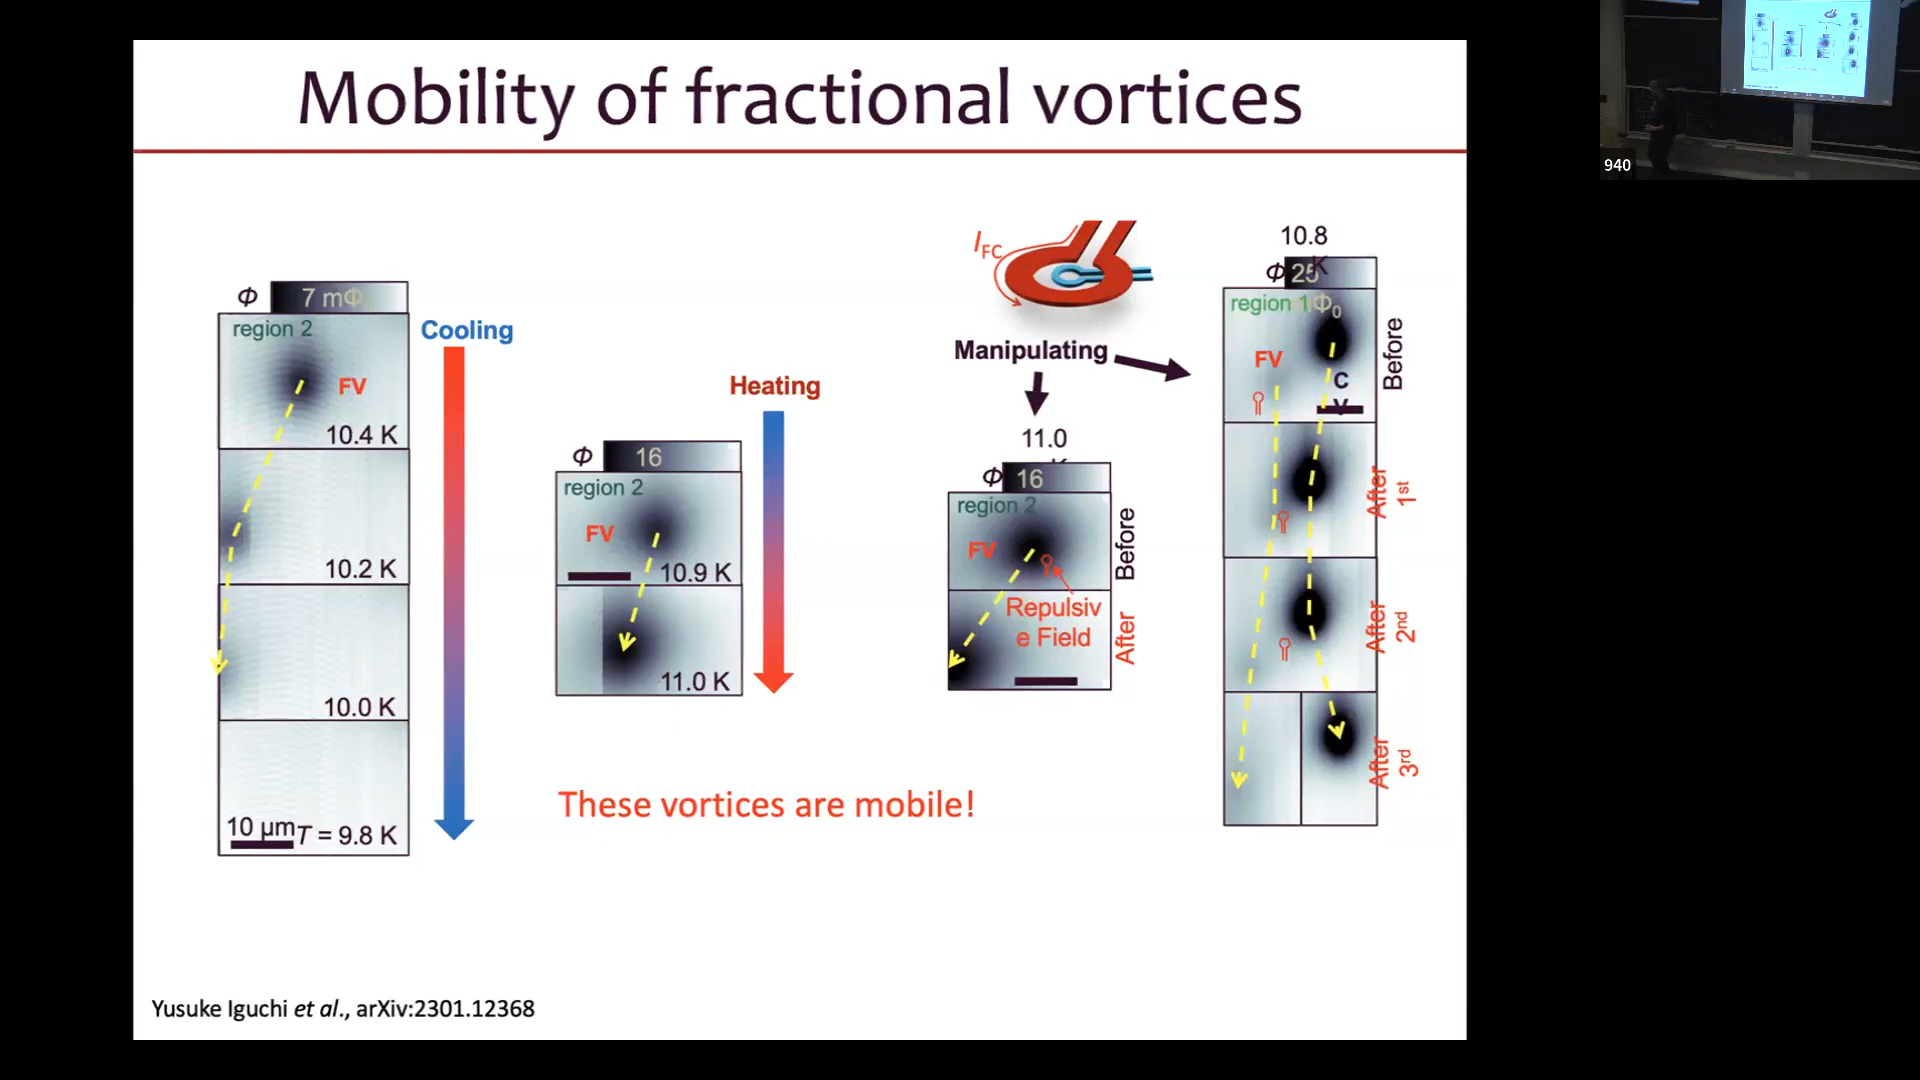 Mobility of fractional vortices
Φ 7 mΦ
region 2
FV
10.4 K
10.2 K
10.0 K
10 µm T = 9.8 K
Cooling
Heating
Φ 16
region 2
FV
10.9 K
11.0 K
I FC
Manipulating
11.0
Φ 16
region 2
FV
Repulsiv
e Field
Before
After
10.8
K
Φ 25
region 1 Φ0
FV
C
V
Before
After
1st
After
2nd
After
3rd
These vortices are mobile!
Yusuke Iguchi et al., arXiv:2301.12368
940